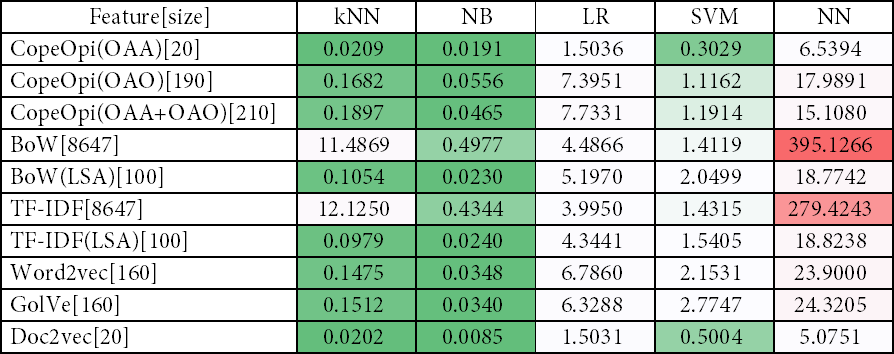 Feature[size] kNN NB LR SVM NN
CopeOpi(OAA)[20] 0.0209 0.0191 1.5036 0.3029 6.5394
CopeOpi(OAO)[190] 0.1682 0.0556 7.3951 1.1162 17.9891
CopeOpi(OAA+OAO)[210] 0.1897 0.0465 7.7331 1.1914 15.1080
BoW[8647] 11.4869 0.4977 4.4866 1.4119 395.1266
BoW(LSA)[100] 0.1054 0.0230 5.1970 2.0499 18.7742
TF-IDF[8647] 12.1250 0.4344 3.9950 1.4315 279.4243
TF-IDF(LSA)[100] 0.0979 0.0240 4.3441 1.5405 18.8238
Word2vec[160] 0.1475 0.0348 6.7860 2.1531 23.9000
GolVe[160] 0.1512 0.0340 6.3288 2.7747 24.3205
Doc2vec[20] 0.0202 0.0085 1.5031 0.5004 5.0751